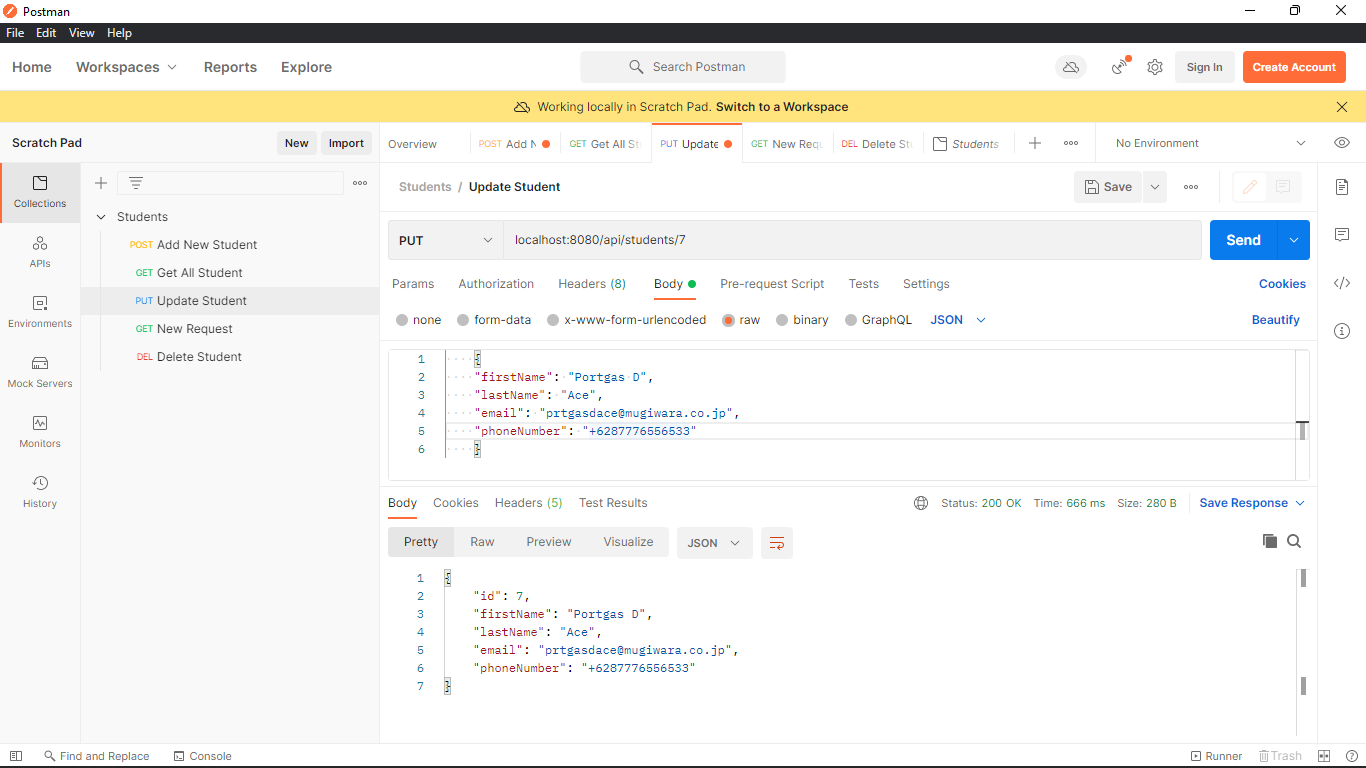 Postman
File Edit View Help
Home Workspaces Reports Explore Search Postman Sign In Create Account
Working locally in Scratch Pad. Switch to a Workspace
Scratch Pad New Import
Overview POST Add N GET Get All St PUT Update GET New Requ DEL Delete Stu Students No Environment
Collections
APIs
Environments
Mock Servers
Monitors
History
Students
POST Add New Student
GET Get All Student
PUT Update Student
GET New Request
DEL Delete Student
Students / Update Student Save
PUT localhost:8080/api/students/7 Send
Params Authorization Headers (8) Body Pre-request Script Tests Settings Cookies
none form-data x-www-form-urlencoded raw binary GraphQL JSON Beautify
1 {
2 "firstName": "Portgas D",
3 "lastName": "Ace",
4 "email": "prtgasdace@mugiwara.co.jp",
5 "phoneNumber": "+6287776556533"
6 }
Body Cookies Headers (5) Test Results Status: 200 OK Time: 666 ms Size: 280 B Save Response
Pretty Raw Preview Visualize JSON
1 {
2 "id": 7,
3 "firstName": "Portgas D",
4 "lastName": "Ace",
5 "email": "prtgasdace@mugiwara.co.jp",
6 "phoneNumber": "+6287776556533"
7 }
Find and Replace Console Runner Trash